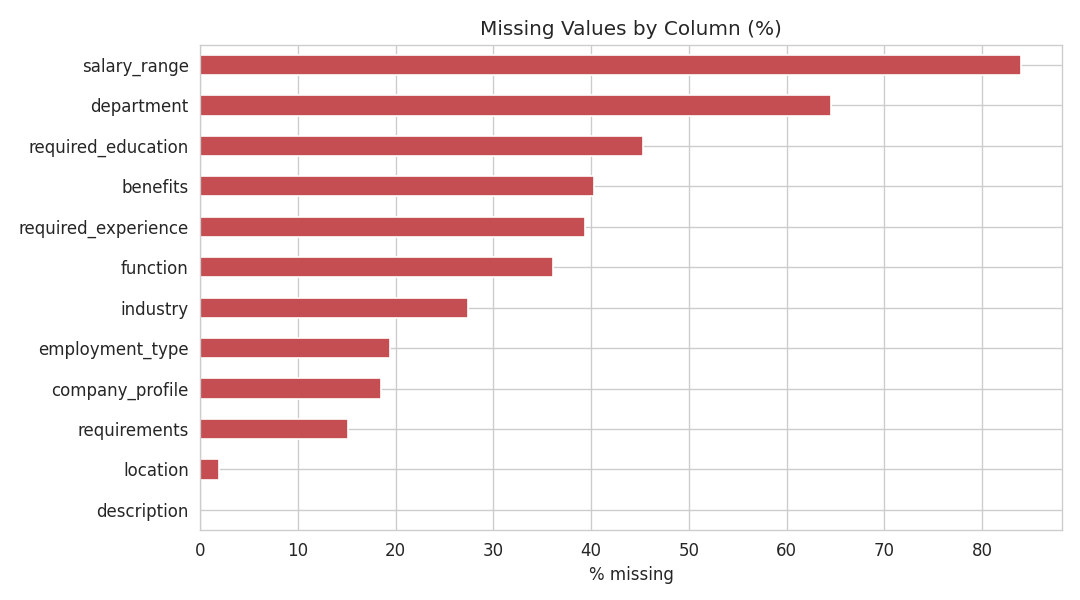 Missing Values by Column (%)
salary_range
department
required_education
benefits
required_experience
function
industry
employment_type
company_profile
requirements
location
description
0 10 20 30 40 50 60 70 80
% missing